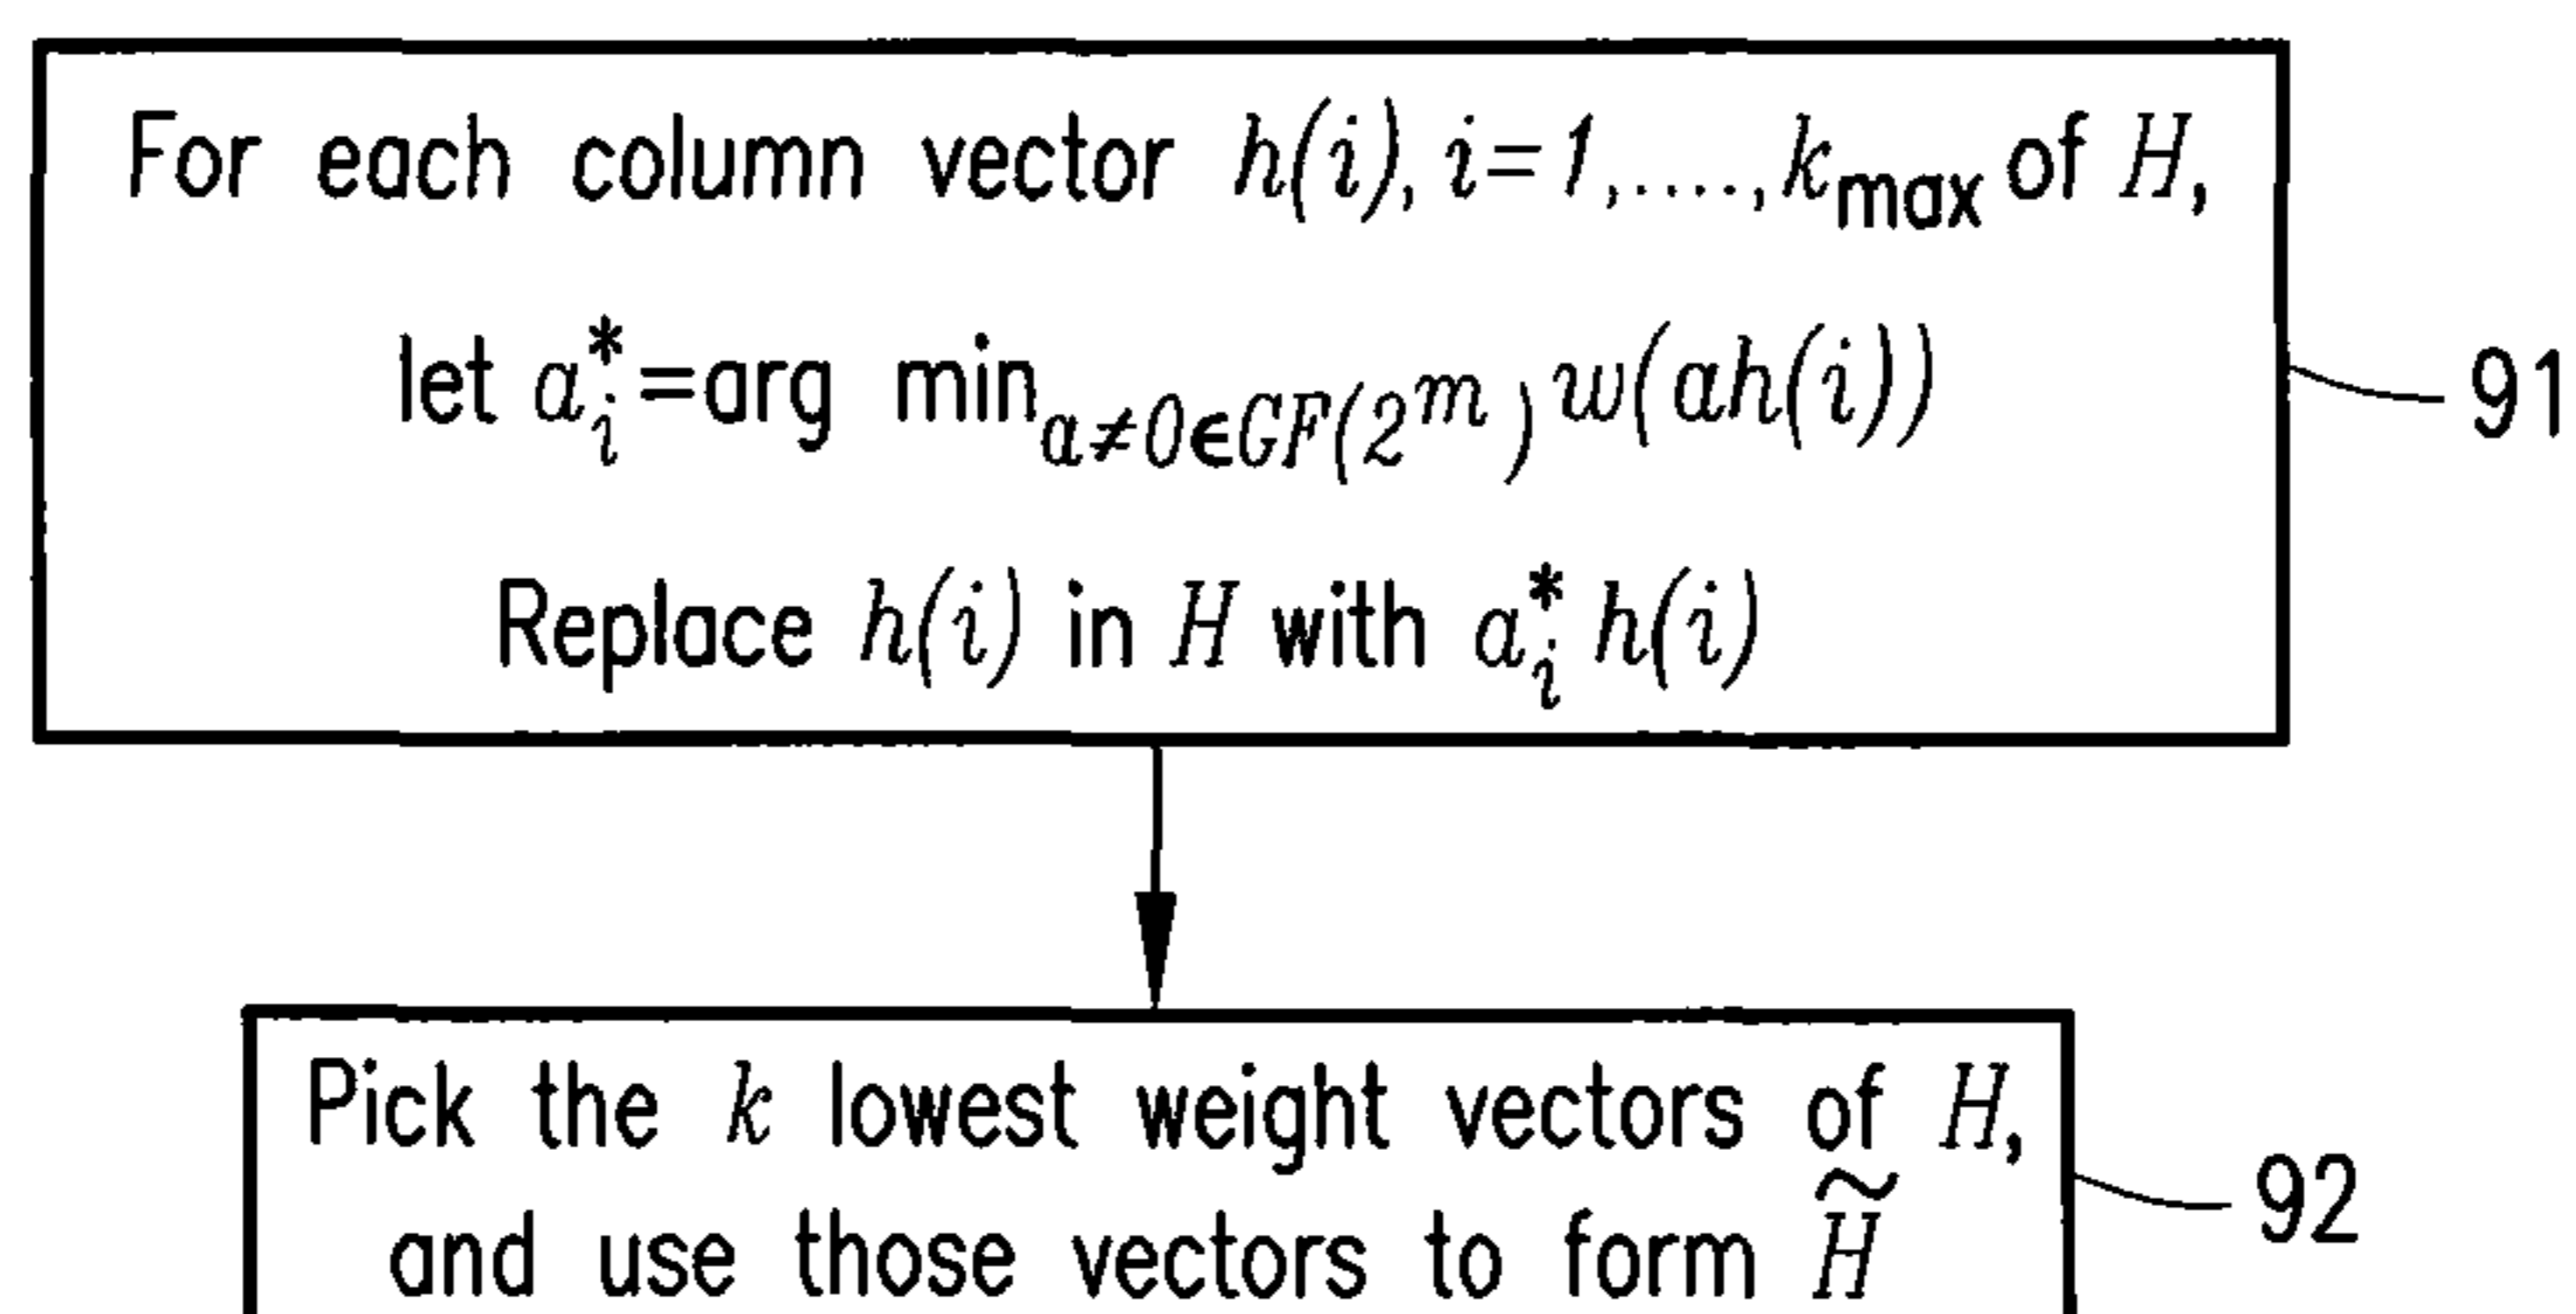 For each column vector h(i), i=1,....,k_max of H,
let a_i^*=arg min_{a≠0∈GF(2^m)} w(ah(i))
91
Replace h(i) in H with a_i^* h(i)
Pick the k lowest weight vectors of H,
92
and use those vectors to form H̃